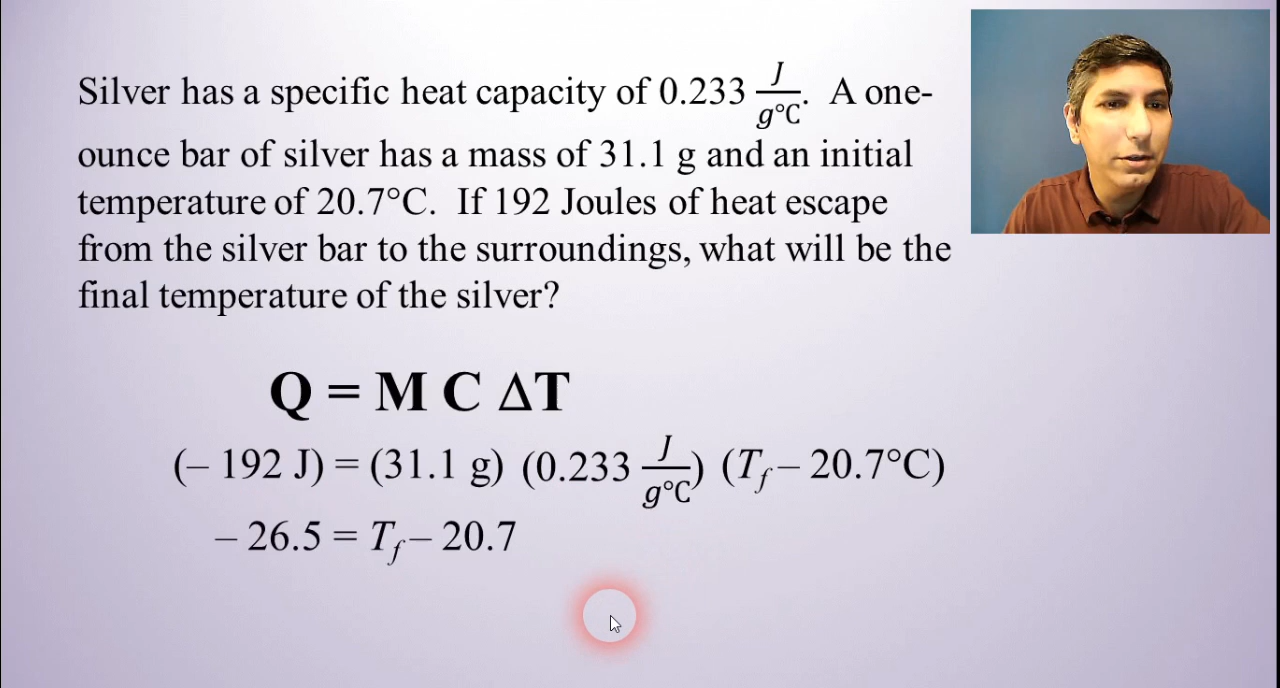 Silver has a specific heat capacity of 0.233 J/g°C. A one-
ounce bar of silver has a mass of 31.1 g and an initial
temperature of 20.7°C. If 192 Joules of heat escape
from the silver bar to the surroundings, what will be the
final temperature of the silver?
Q = M C ΔT
(– 192 J) = (31.1 g) (0.233 J/g°C) (T_f – 20.7°C)
– 26.5 = T_f – 20.7